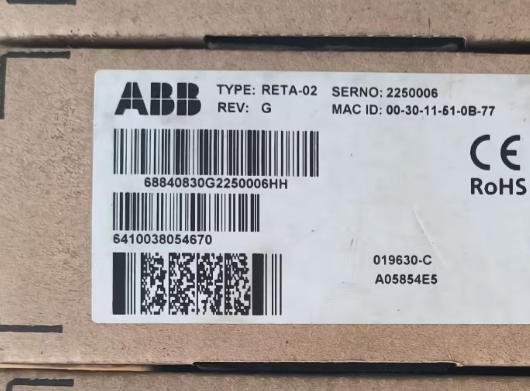 ABB
TYPE: RETA-02 SERNO: 2250006
REV: G MAC ID: 00-30-11-51-0B-77
68840830G2250006HH
CE
RoHS
6410038054670
019630-C
A05854E5